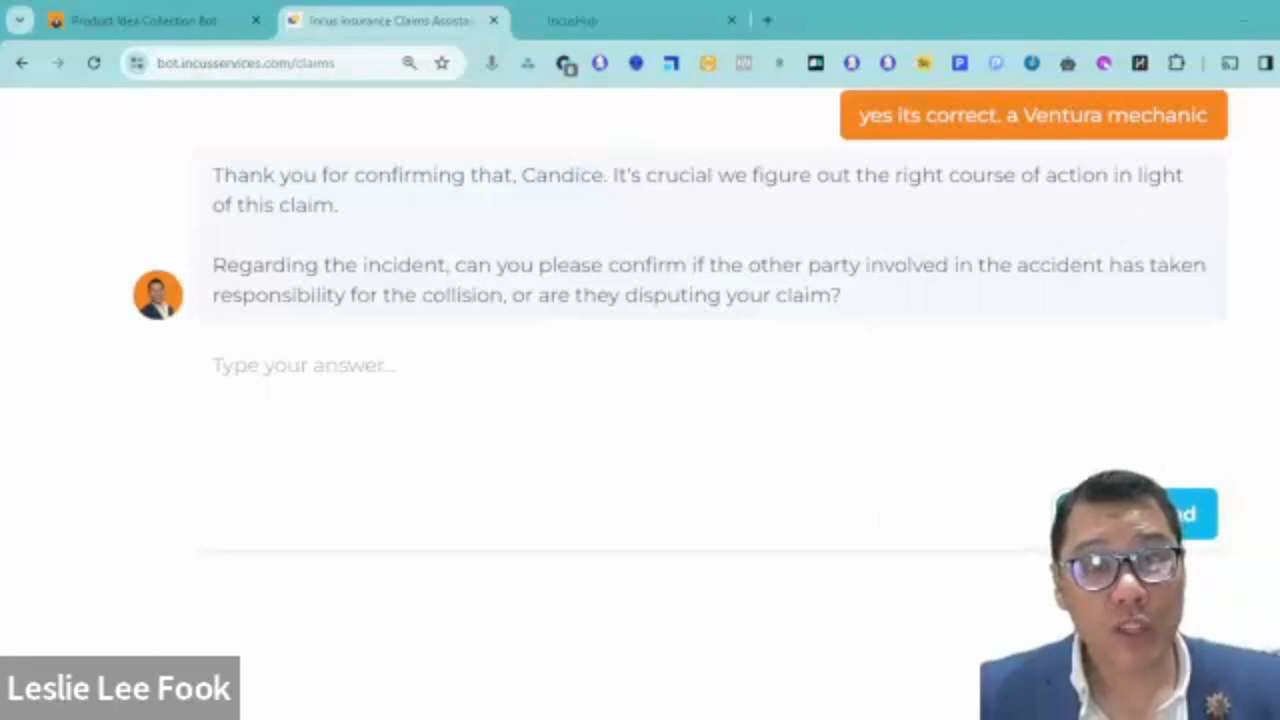 Product Idea Collection Bot
Incus Insurance Claims Assista
IncusHub
bot.incusservices.com/claims
yes its correct. a Ventura mechanic
Thank you for confirming that, Candice. It's crucial we figure out the right course of action in light
of this claim.
Regarding the incident, can you please confirm if the other party involved in the accident has taken
responsibility for the collision, or are they disputing your claim?
Type your answer...
nd
Leslie Lee Fook